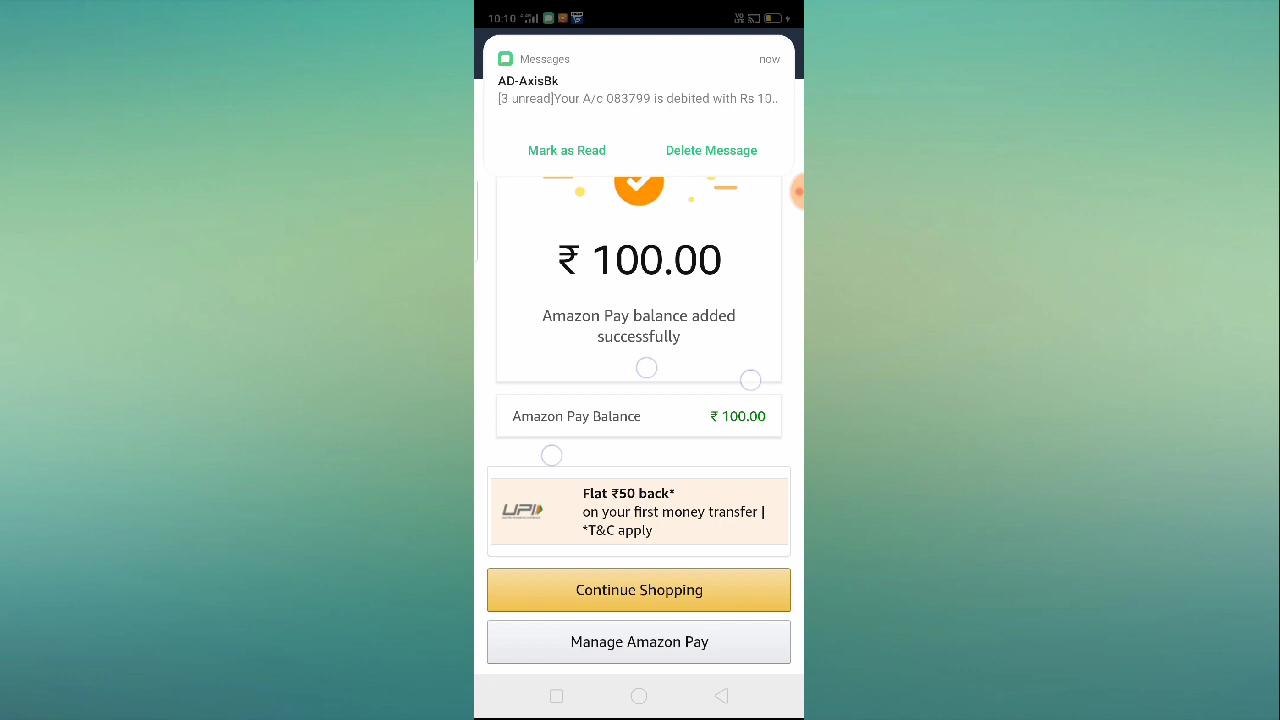 10:10
VO
LTE
Messages
now
AD-AxisBk
[3 unread]Your A/c 083799 is debited with Rs 10..
Mark as Read
Delete Message
₹ 100.00
Amazon Pay balance added
successfully
Amazon Pay Balance
₹ 100.00
UPI
Flat ₹50 back*
on your first money transfer |
*T&C apply
Continue Shopping
Manage Amazon Pay